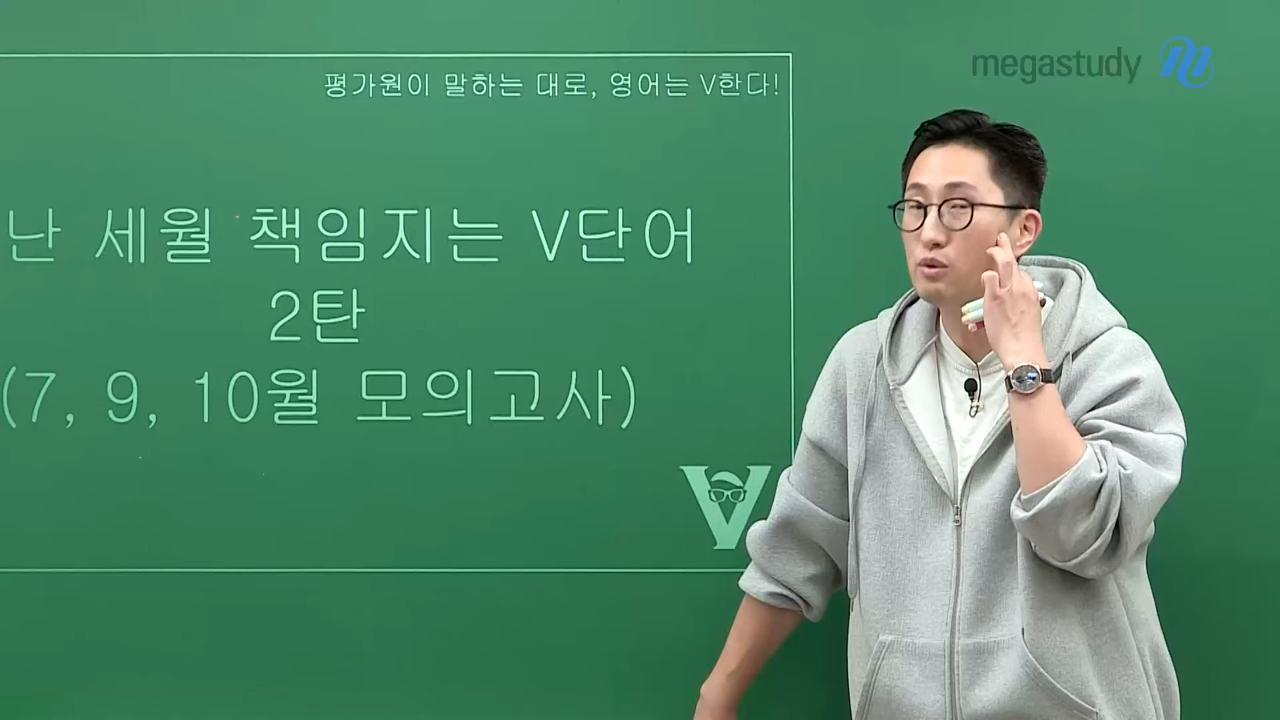 평가원이 말하는 대로, 영어는 V한다!
megastudy
난 세월 책임지는 V단어
2탄
(7, 9, 10월 모의고사)